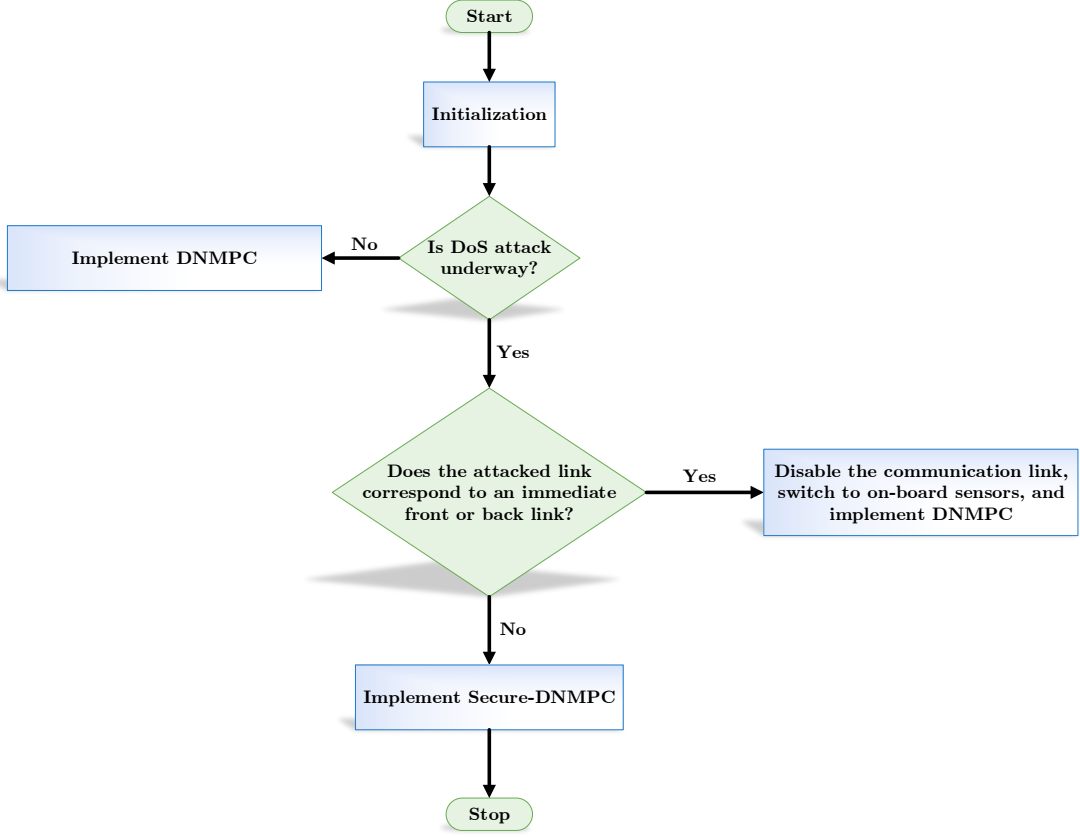 Start
Initialization
Is DoS attack
underway?
No
Implement DNMPC
Yes
Does the attacked link
correspond to an immediate
front or back link?
Yes
Disable the communication link,
switch to on-board sensors, and
implement DNMPC
No
Implement Secure-DNMPC
Stop